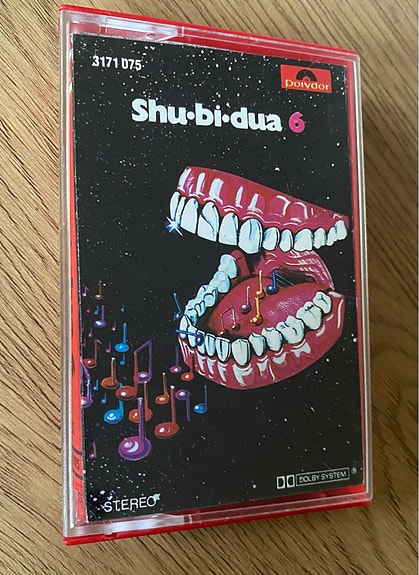 3171 075
polydor
Shu•bi•dua 6
DOLBY SYSTEM ®
STEREO